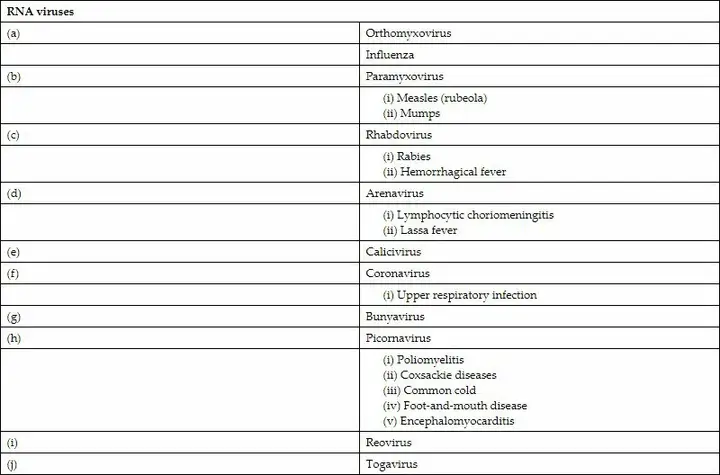 RNA viruses
(a) Orthomyxovirus
Influenza
(b) Paramyxovirus
(i) Measles (rubeola)
(ii) Mumps
(c) Rhabdovirus
(i) Rabies
(ii) Hemorrhagical fever
(d) Arenavirus
(i) Lymphocytic choriomeningitis
(ii) Lassa fever
(e) Calicivirus
(f) Coronavirus
(i) Upper respiratory infection
(g) Bunyavirus
(h) Picornavirus
(i) Poliomyelitis
(ii) Coxsackie diseases
(iii) Common cold
(iv) Foot-and-mouth disease
(v) Encephalomyocarditis
(i) Reovirus
(j) Togavirus